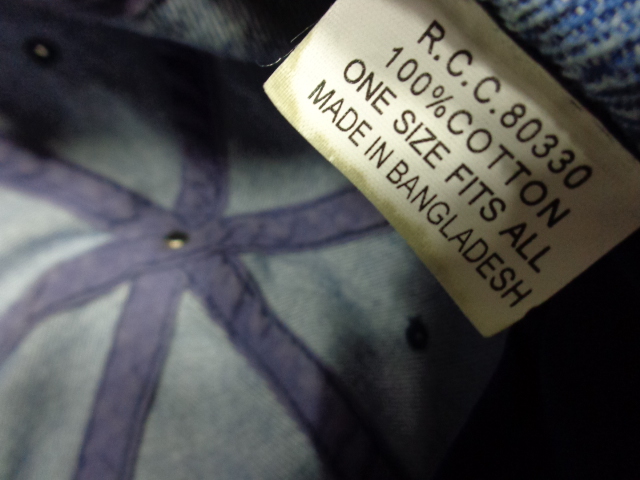 R.C.C.80330
100%COTTON
ONE SIZE FITS ALL
MADE IN BANGLADESH